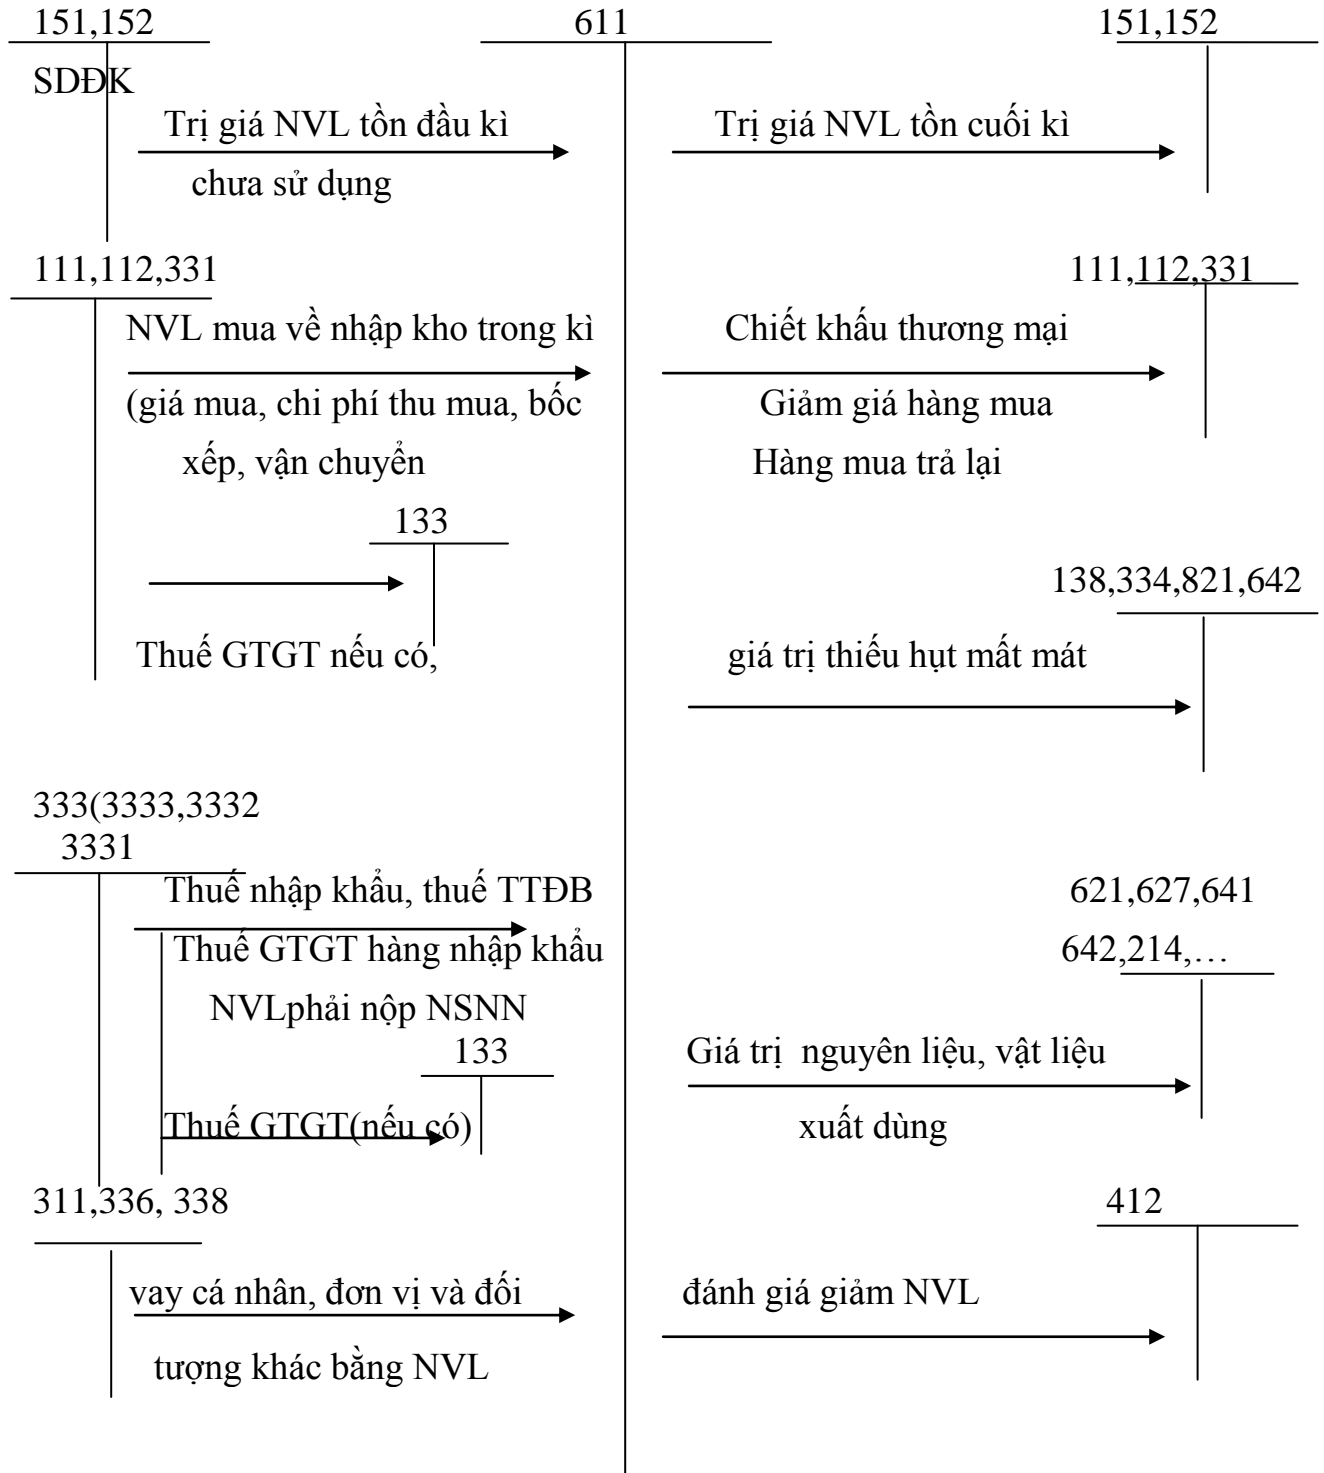 151,152
611
151,152
SDĐK
Trị giá NVL tồn đầu kì
Trị giá NVL tồn cuối kì
chưa sử dụng
111,112,331
111,112,331
NVL mua về nhập kho trong kì
Chiết khấu thương mại
(giá mua, chi phí thu mua, bốc
Giảm giá hàng mua
xếp, vận chuyển
Hàng mua trả lại
133
138,334,821,642
Thuế GTGT nếu có,
giá trị thiếu hụt mất mát
333(3333,3332
3331
Thuế nhập khẩu, thuế TTĐB
621,627,641
Thuế GTGT hàng nhập khẩu
642,214,…
NVLphải nộp NSNN
133
Giá trị nguyên liệu, vật liệu
Thuế GTGT(nếu có)
xuất dùng
311,336, 338
412
vay cá nhân, đơn vị và đối
đánh giá giảm NVL
tượng khác bằng NVL